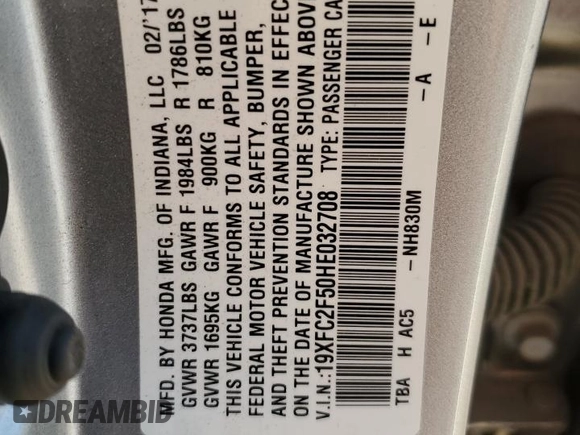 MFD. BY HONDA MFG. OF INDIANA, LLC 02/'17
GVWR 3737LBS GAWR F 1984LBS R 1786LBS
GVWR 1695KG GAWR F 900KG R 810KG
THIS VEHICLE CONFORMS TO ALL APPLICABLE
FEDERAL MOTOR VEHICLE SAFETY, BUMPER,
AND THEFT PREVENTION STANDARDS IN EFFECT
ON THE DATE OF MANUFACTURE SHOWN ABOVE
V.I.N.:19XFC2F50HE032708 TYPE: PASSENGER CA
TBA H AC5 -NH830M -A -E
DREAMBID